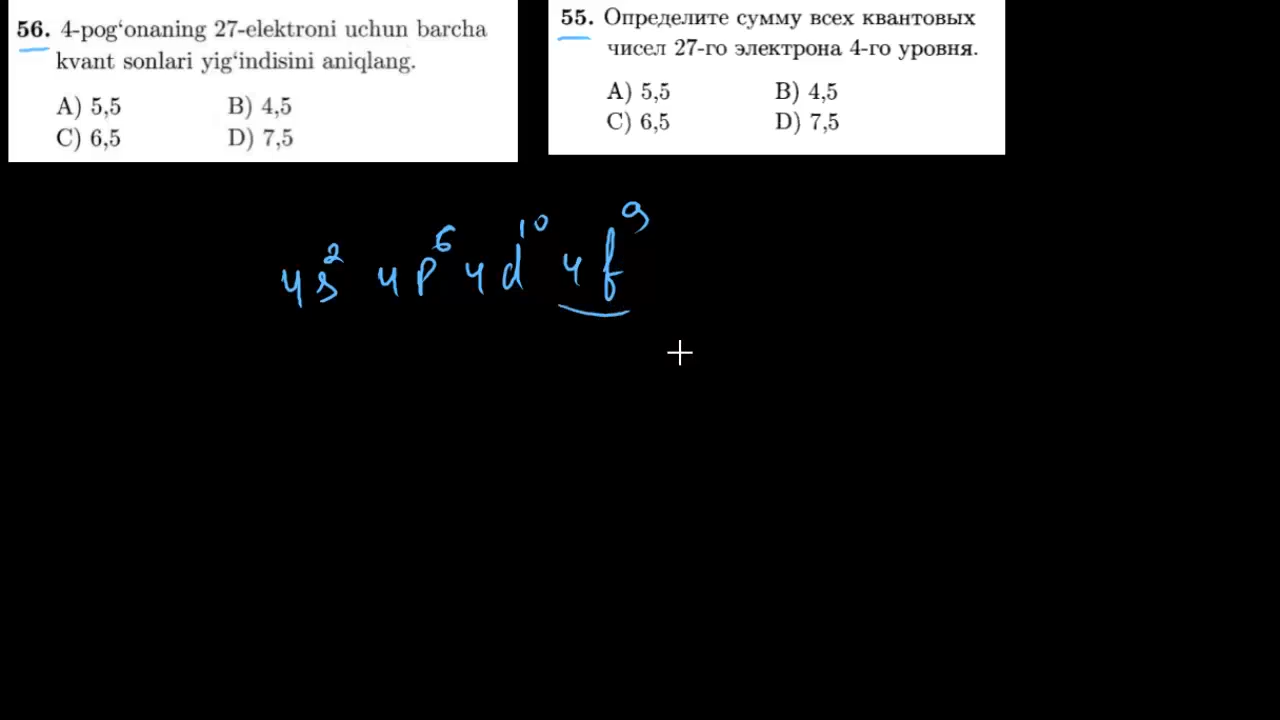 56. 4-pog‘onaning 27-elektroni uchun barcha
kvant sonlari yig‘indisini aniqlang.
A) 5,5 B) 4,5
C) 6,5 D) 7,5
55. Определите сумму всех квантовых
чисел 27-го электрона 4-го уровня.
A) 5,5 B) 4,5
C) 6,5 D) 7,5
4s² 4p⁶ 4d¹⁰ 4f⁹